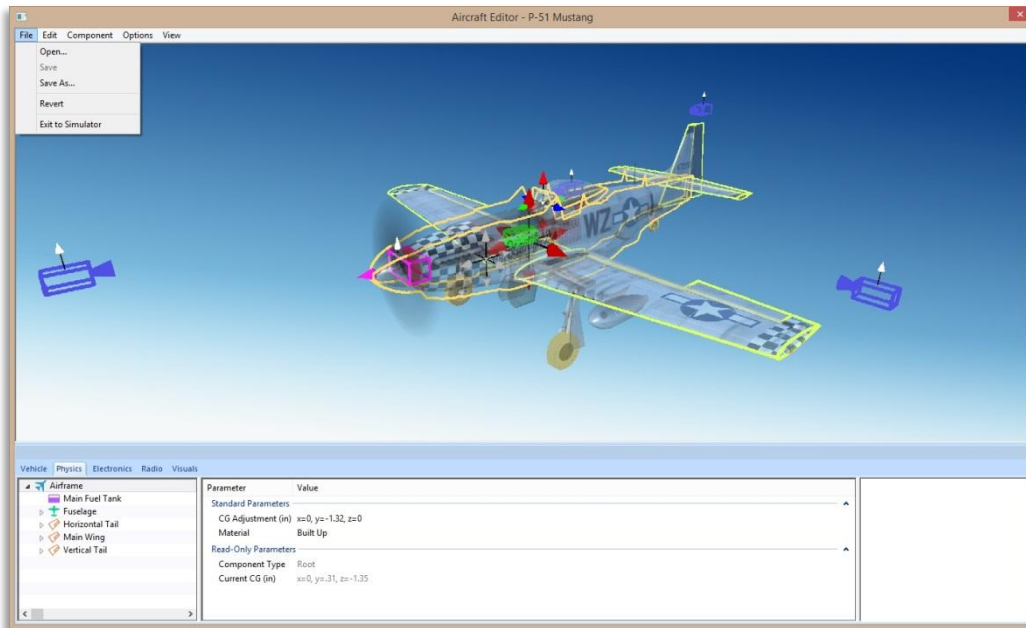 Aircraft Editor - P-51 Mustang
File Edit Component Options View
Open...
Save
Save As...
Revert
Exit to Simulator
WZ
Vehicle Physics Electronics Radio Visuals
Airframe
Main Fuel Tank
Fuselage
Horizontal Tail
Main Wing
Vertical Tail
Parameter Value
Standard Parameters
CG Adjustment (in) x=0, y=-1.32, z=0
Material Built Up
Read-Only Parameters
Component Type Root
Current CG (in) x=0, y=.31, z=-1.35